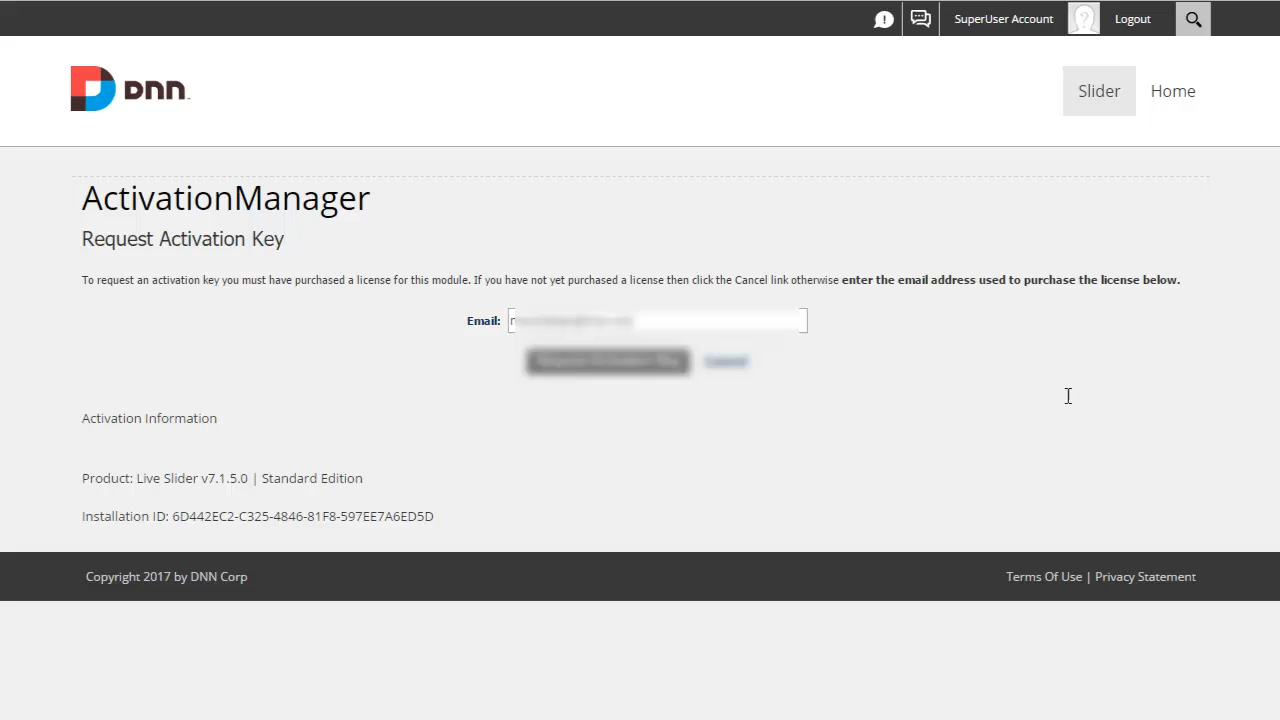 SuperUser Account
Logout
DNN
Slider
Home
ActivationManager
Request Activation Key
To request an activation key you must have purchased a license for this module. If you have not yet purchased a license then click the Cancel link otherwise enter the email address used to purchase the license below.
Email:
Activation Information
Product: Live Slider v7.1.5.0 | Standard Edition
Installation ID: 6D442EC2-C325-4846-81F8-597EE7A6ED5D
Copyright 2017 by DNN Corp
Terms Of Use | Privacy Statement